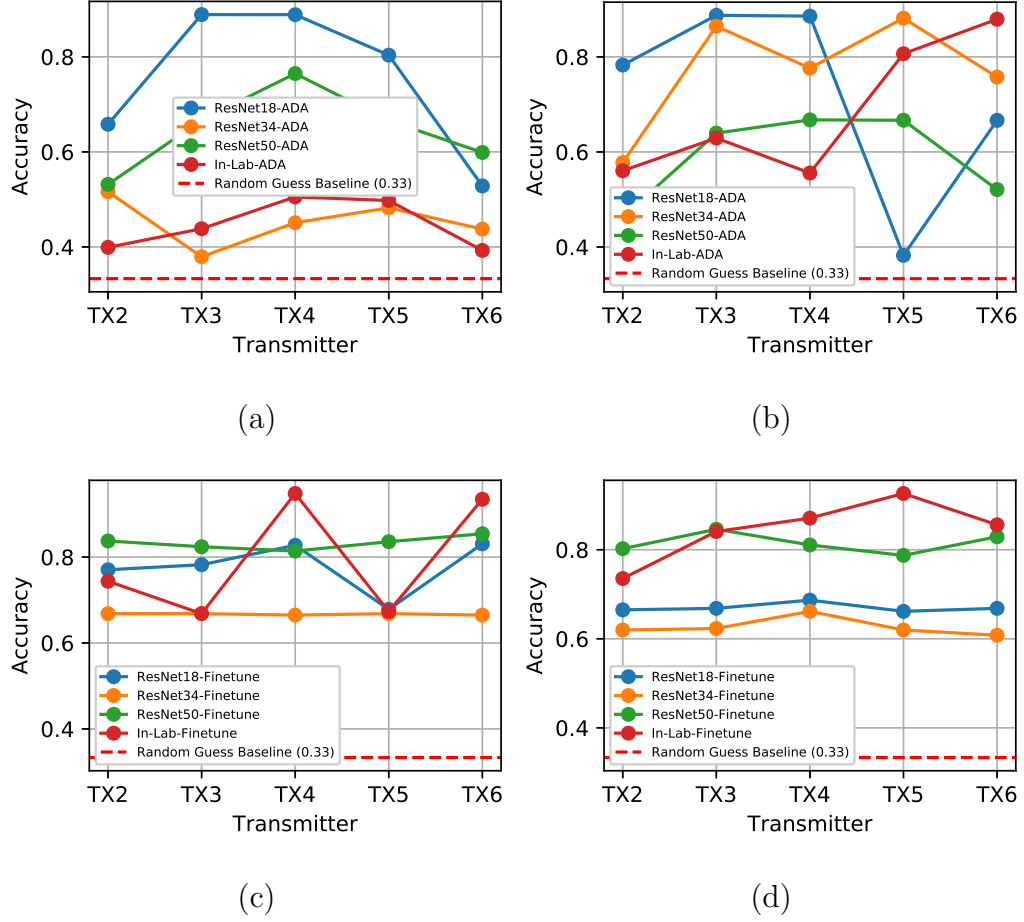 0.8
0.6
0.4
Accuracy
ResNet18-ADA
ResNet34-ADA
ResNet50-ADA
In-Lab-ADA
Random Guess Baseline (0.33)
TX2 TX3 TX4 TX5 TX6
Transmitter
(a)
0.8
0.6
0.4
Accuracy
ResNet18-ADA
ResNet34-ADA
ResNet50-ADA
In-Lab-ADA
Random Guess Baseline (0.33)
TX2 TX3 TX4 TX5 TX6
Transmitter
(b)
0.8
0.6
0.4
Accuracy
ResNet18-Finetune
ResNet34-Finetune
ResNet50-Finetune
In-Lab-Finetune
Random Guess Baseline (0.33)
TX2 TX3 TX4 TX5 TX6
Transmitter
(c)
0.8
0.6
0.4
Accuracy
ResNet18-Finetune
ResNet34-Finetune
ResNet50-Finetune
In-Lab-Finetune
Random Guess Baseline (0.33)
TX2 TX3 TX4 TX5 TX6
Transmitter
(d)